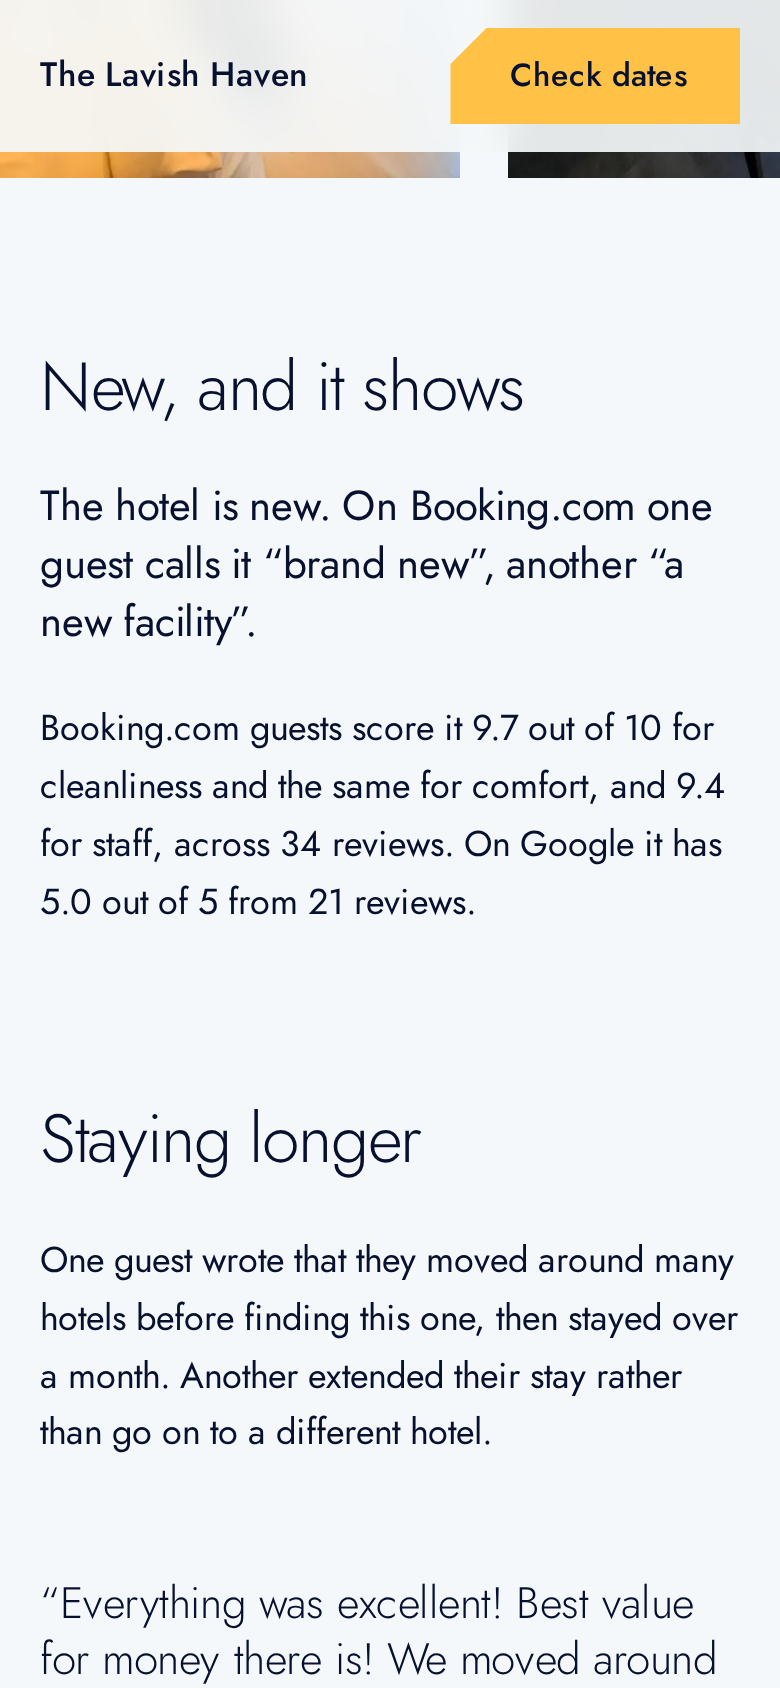 The Lavish Haven
Check dates
New, and it shows
The hotel is new. On Booking.com one
guest calls it “brand new”, another “a
new facility”.
Booking.com guests score it 9.7 out of 10 for
cleanliness and the same for comfort, and 9.4
for staff, across 34 reviews. On Google it has
5.0 out of 5 from 21 reviews.
Staying longer
One guest wrote that they moved around many
hotels before finding this one, then stayed over
a month. Another extended their stay rather
than go on to a different hotel.
“Everything was excellent! Best value
for money there is! We moved around